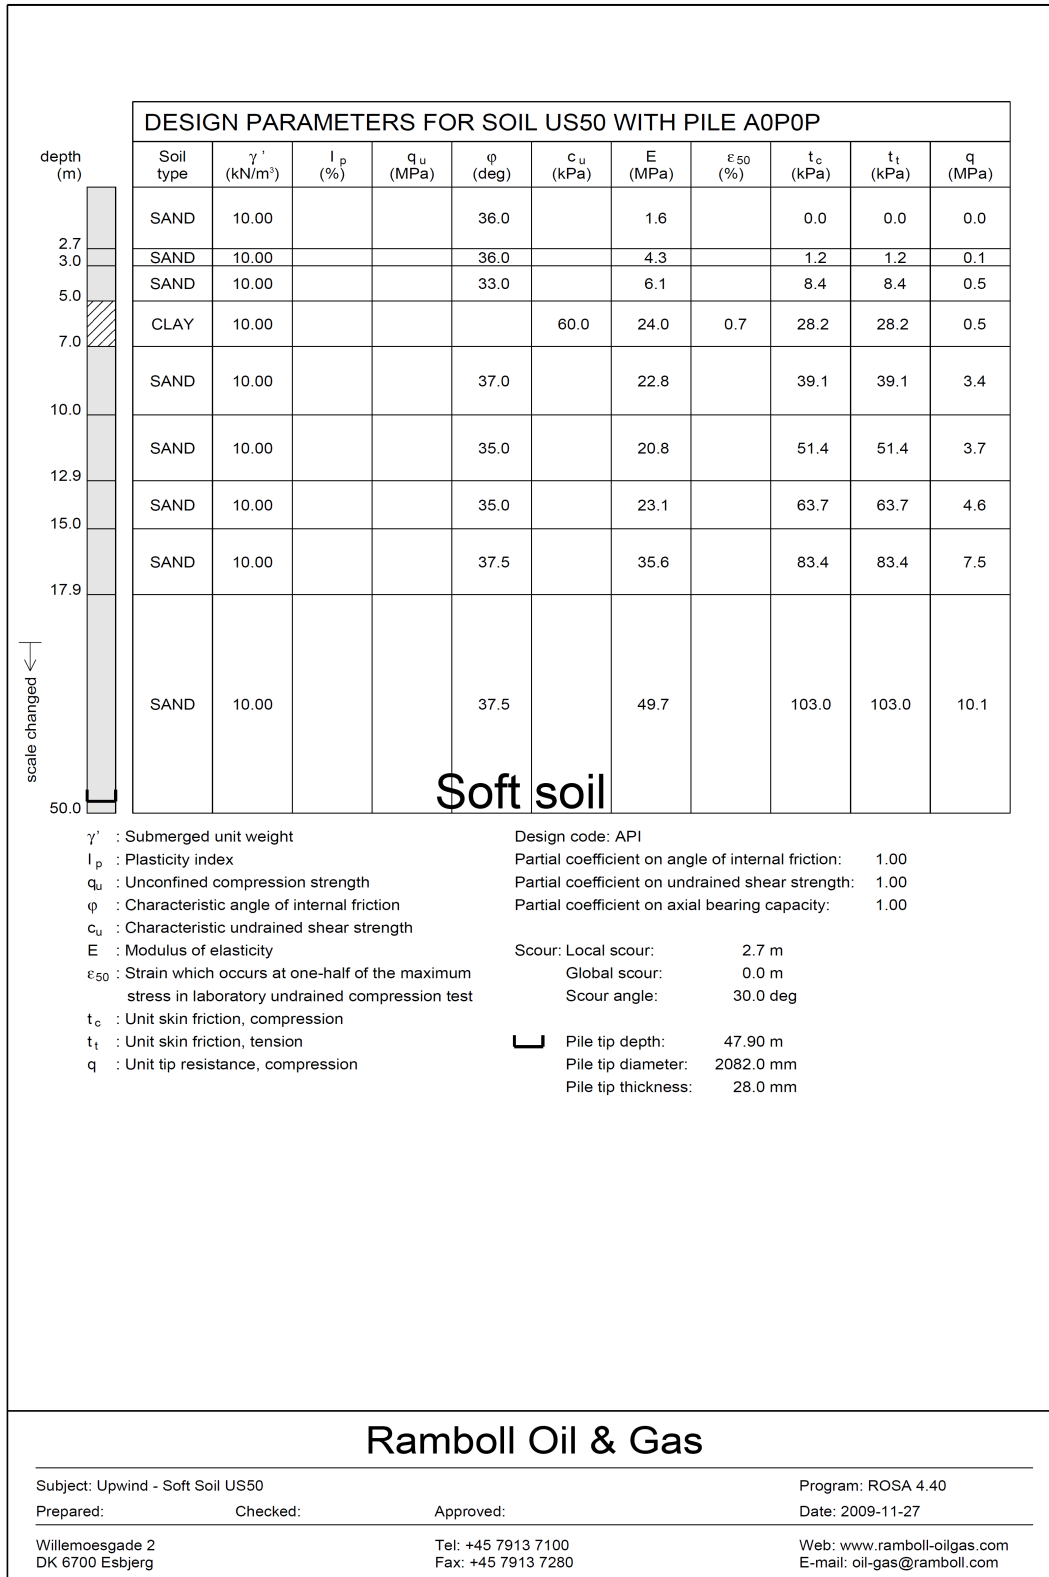 DESIGN PARAMETERS FOR SOIL US50 WITH PILE A0P0P
depth (m) Soil type γ' (kN/m³) I p (%) q u (MPa) φ (deg) c u (kPa) E (MPa) ε 50 (%) t c (kPa) t t (kPa) q (MPa)
SAND 10.00 36.0 1.6 0.0 0.0 0.0
2.7
SAND 10.00 36.0 4.3 1.2 1.2 0.1
3.0
SAND 10.00 33.0 6.1 8.4 8.4 0.5
5.0
CLAY 10.00 60.0 24.0 0.7 28.2 28.2 0.5
7.0
SAND 10.00 37.0 22.8 39.1 39.1 3.4
10.0
SAND 10.00 35.0 20.8 51.4 51.4 3.7
12.9
SAND 10.00 35.0 23.1 63.7 63.7 4.6
15.0
SAND 10.00 37.5 35.6 83.4 83.4 7.5
17.9
scale changed
SAND 10.00 37.5 49.7 103.0 103.0 10.1
Soft soil
50.0
γ' : Submerged unit weight
I p : Plasticity index
q u : Unconfined compression strength
φ : Characteristic angle of internal friction
c u : Characteristic undrained shear strength
E : Modulus of elasticity
ε 50 : Strain which occurs at one-half of the maximum
stress in laboratory undrained compression test
t c : Unit skin friction, compression
t t : Unit skin friction, tension
q : Unit tip resistance, compression
Design code: API
Partial coefficient on angle of internal friction: 1.00
Partial coefficient on undrained shear strength: 1.00
Partial coefficient on axial bearing capacity: 1.00
Scour: Local scour: 2.7 m
Global scour: 0.0 m
Scour angle: 30.0 deg
Pile tip depth: 47.90 m
Pile tip diameter: 2082.0 mm
Pile tip thickness: 28.0 mm
Ramboll Oil & Gas
Subject: Upwind - Soft Soil US50 Program: ROSA 4.40
Prepared: Checked: Approved: Date: 2009-11-27
Willemoesgade 2 Tel: +45 7913 7100 Web: www.ramboll-oilgas.com
DK 6700 Esbjerg Fax: +45 7913 7280 E-mail: oil-gas@ramboll.com